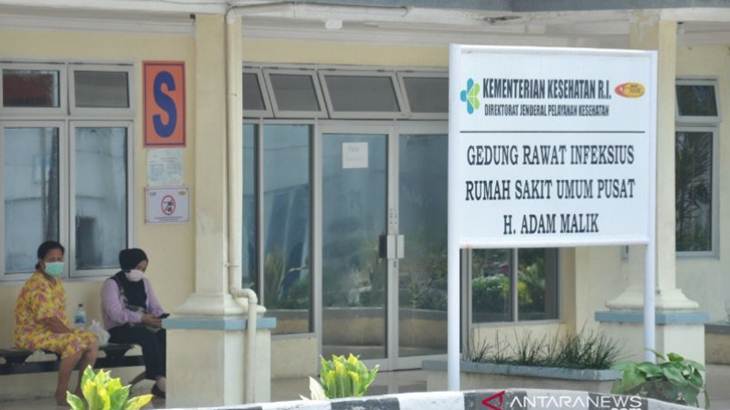 S
KEMENTERIAN KESEHATAN R.I.
DIREKTORAT JENDERAL PELAYANAN KESEHATAN
GEDUNG RAWAT INFEKSIUS
RUMAH SAKIT UMUM PUSAT
H. ADAM MALIK
ANTARANEWS